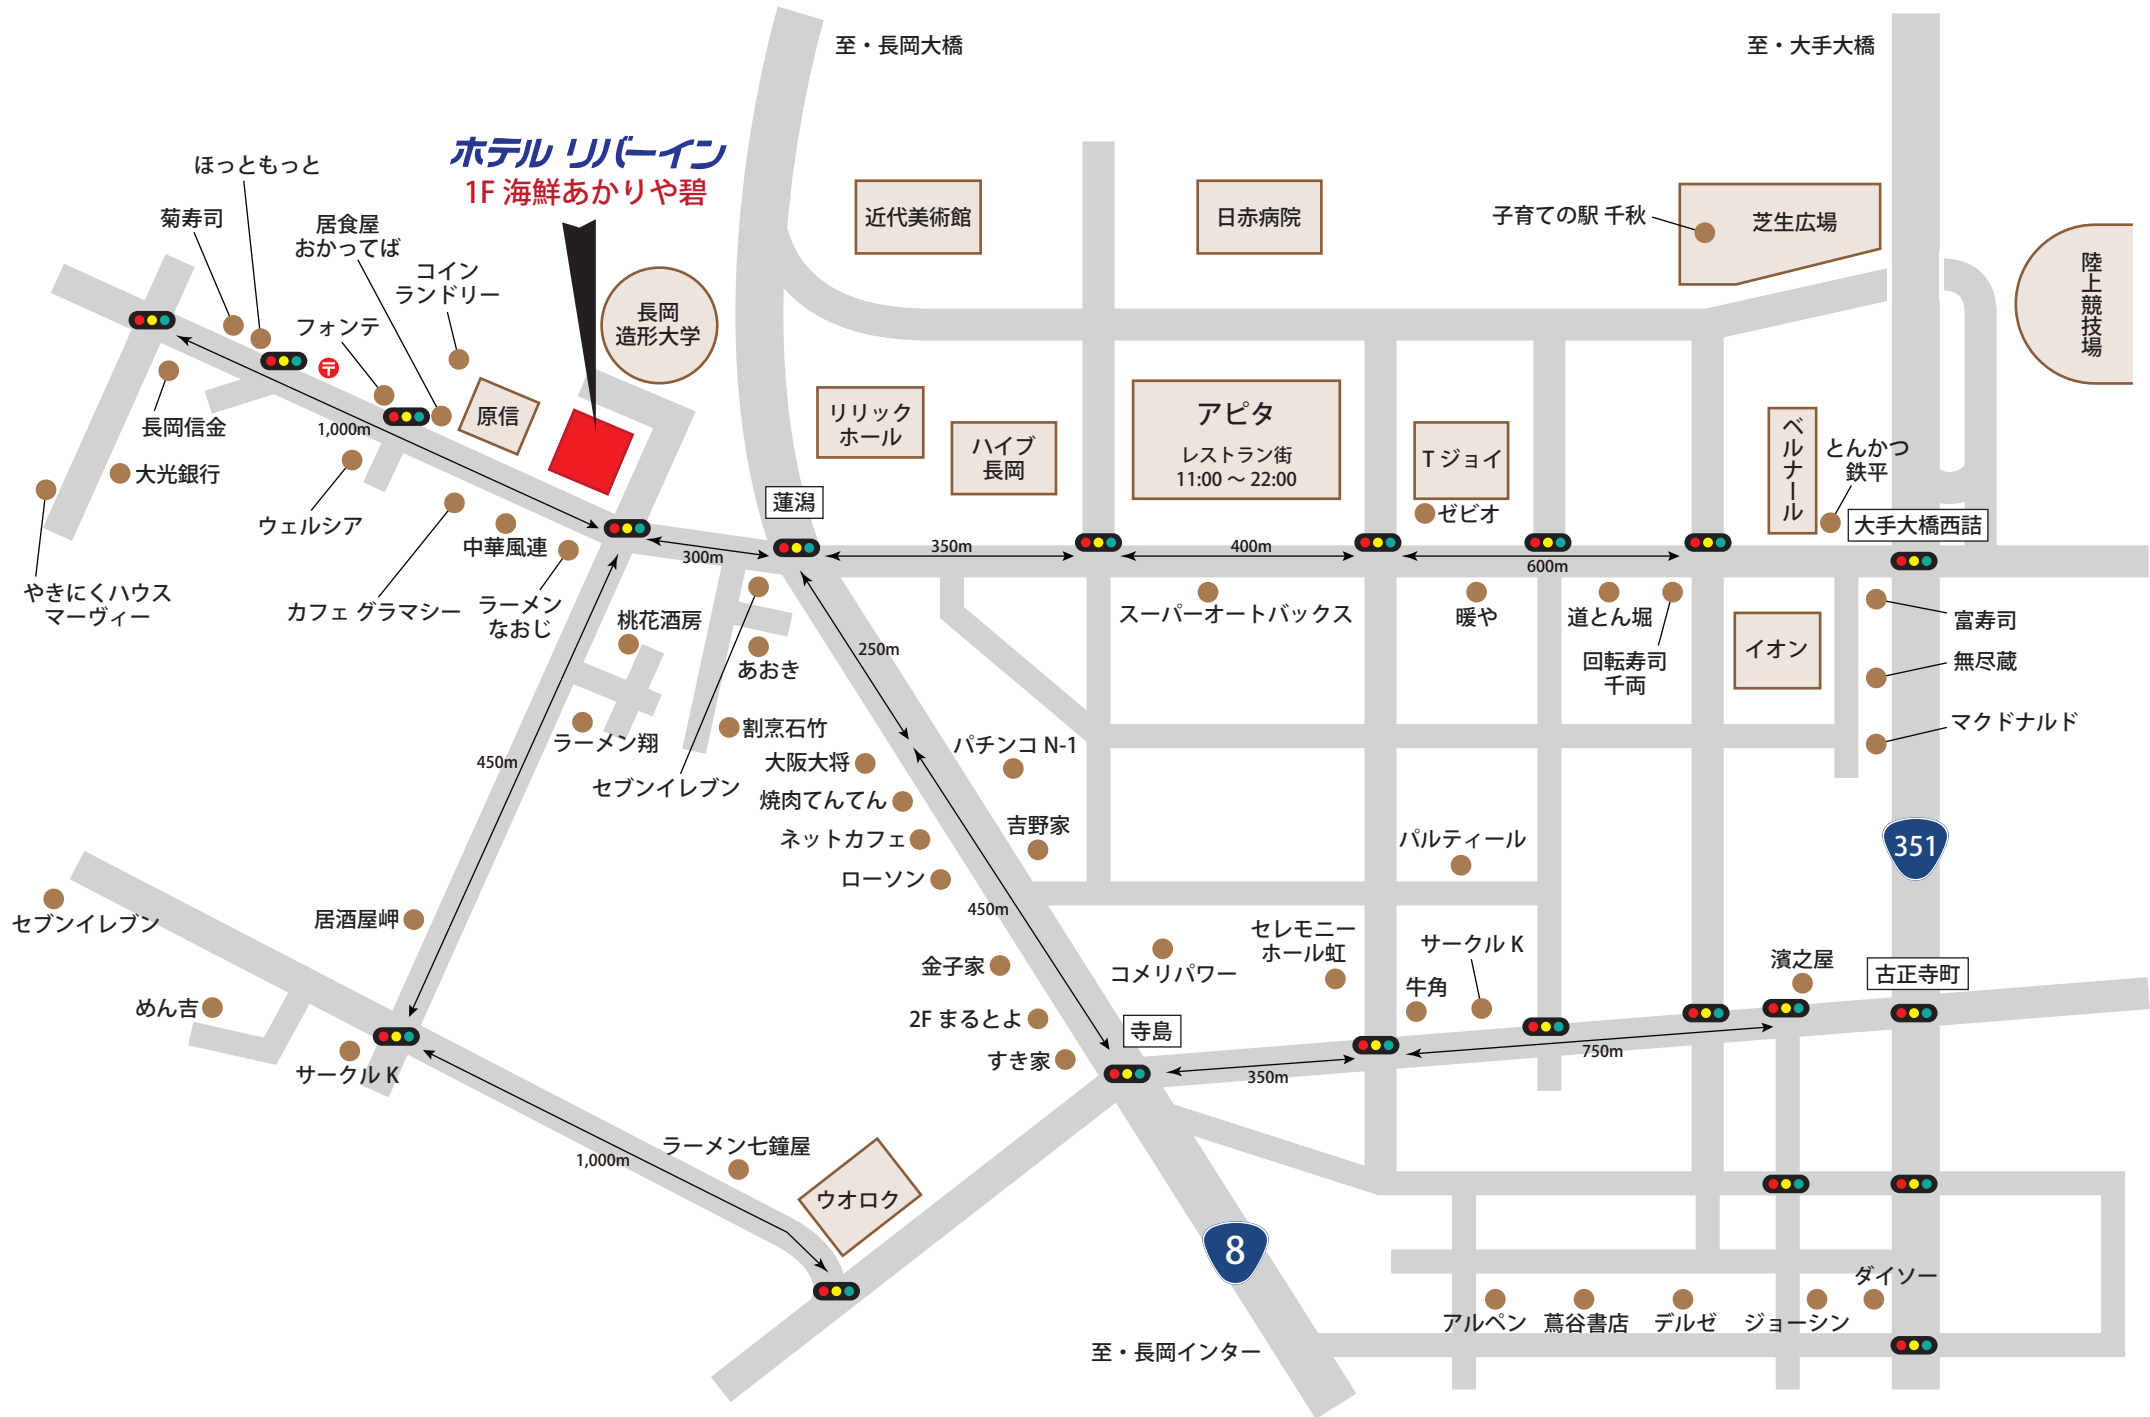 至・長岡大橋
至・大手大橋
ホテル リバーイン
1F 海鮮あかりや碧
ほっともっと
菊寿司
居食屋
おかってば
コイン
ランドリー
フォンテ
長岡
造形大学
近代美術館
日赤病院
子育ての駅 千秋
芝生広場
陸上競技場
長岡信金
大光銀行
1,000m
原信
ウェルシア
やきにくハウス
マーヴィー
カフェ グラマシー
中華風連
ラーメン
なおじ
蓮潟
300m
リリック
ホール
ハイブ
長岡
アピタ
レストラン街
11:00 〜 22:00
T ジョイ
ゼビオ
ベルナール
とんかつ
鉄平
大手大橋西詰
350m
400m
600m
スーパーオートバックス
暖や
道とん堀
回転寿司
千両
イオン
富寿司
無尽蔵
マクドナルド
桃花酒房
あおき
250m
ラーメン翔
割烹石竹
セブンイレブン
450m
大阪大将
焼肉てんてん
ネットカフェ
ローソン
パチンコ N-1
吉野家
450m
パルティール
351
セブンイレブン
居酒屋岬
めん吉
サークル K
金子家
2F まるとよ
すき家
コメリパワー
セレモニー
ホール虹
サークル K
牛角
濱之屋
古正寺町
寺島
350m
750m
1,000m
ラーメン七鐘屋
ウオロク
8
至・長岡インター
アルペン
蔦谷書店
デルゼ
ジョーシン
ダイソー